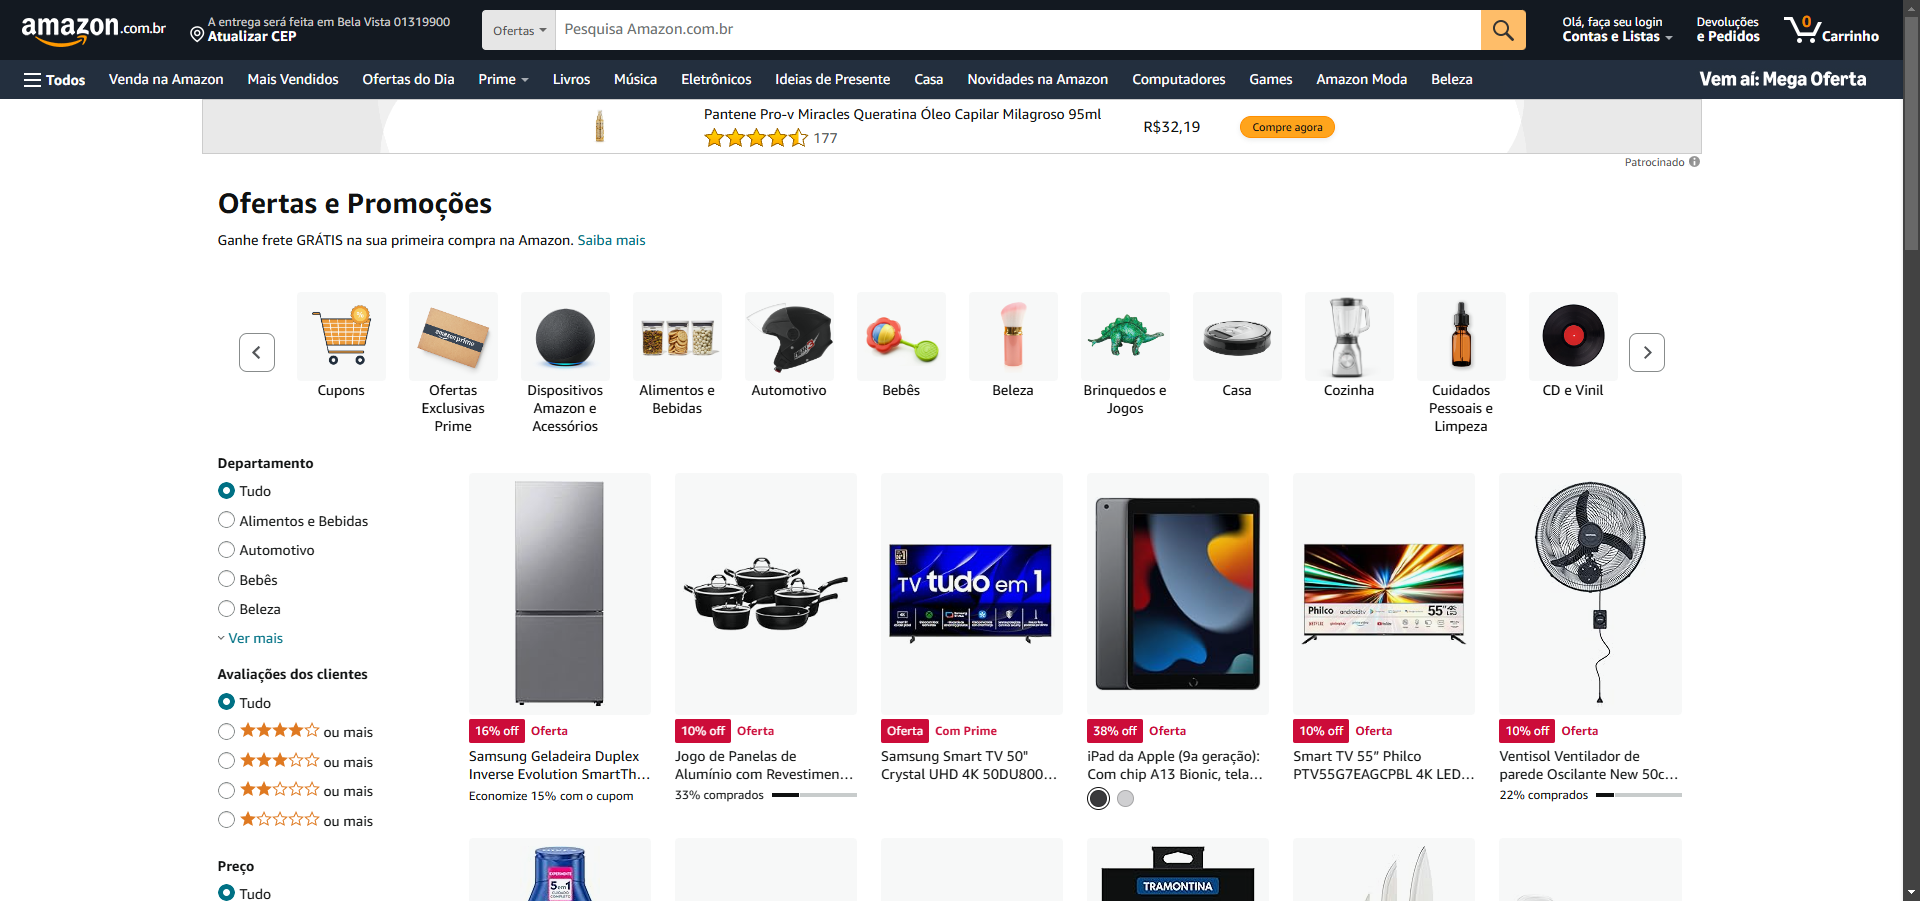 amazon.com.br
A entrega será feita em Bela Vista 01319900
Atualizar CEP
Ofertas
Pesquisa Amazon.com.br
Olá, faça seu login
Contas e Listas
Devoluções
e Pedidos
0
Carrinho
Todos
Venda na Amazon
Mais Vendidos
Ofertas do Dia
Prime
Livros
Música
Eletrônicos
Ideias de Presente
Casa
Novidades na Amazon
Computadores
Games
Amazon Moda
Beleza
Vem aí: Mega Oferta
Pantene Pro-v Miracles Queratina Óleo Capilar Milagroso 95ml
177
R$32,19
Compre agora
Patrocinado
Ofertas e Promoções
Ganhe frete GRÁTIS na sua primeira compra na Amazon. Saiba mais
amazon prime
Cupons
Ofertas
Exclusivas
Prime
Dispositivos
Amazon e
Acessórios
Alimentos e
Bebidas
Automotivo
Bebês
Beleza
Brinquedos e
Jogos
Casa
Cozinha
Cuidados
Pessoais e
Limpeza
CD e Vinil
Departamento
Tudo
Alimentos e Bebidas
Automotivo
Bebês
Beleza
Ver mais
Avaliações dos clientes
Tudo
ou mais
ou mais
ou mais
ou mais
Preço
Tudo
16% off Oferta
Samsung Geladeira Duplex
Inverse Evolution SmartTh...
Economize 15% com o cupom
10% off Oferta
Jogo de Panelas de
Alumínio com Revestimen...
33% comprados
TV tudo em 1
Oferta Com Prime
Samsung Smart TV 50"
Crystal UHD 4K 50DU800...
38% off Oferta
iPad da Apple (9a geração):
Com chip A13 Bionic, tela...
Philco
androidtv
55"
10% off Oferta
Smart TV 55” Philco
PTV55G7EAGCPBL 4K LED...
10% off Oferta
Ventisol Ventilador de
parede Oscilante New 50c...
22% comprados
5 em 1
TRAMONTINA